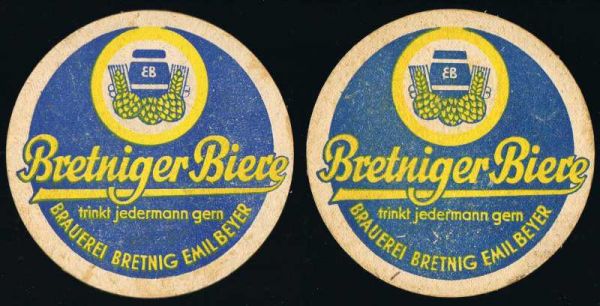 EB
Bretniger Biere
trinkt jedermann gern
BRAUEREI BRETNIG EMIL BEYER
EB
Bretniger Biere
trinkt jedermann gern
BRAUEREI BRETNIG EMIL BEYER